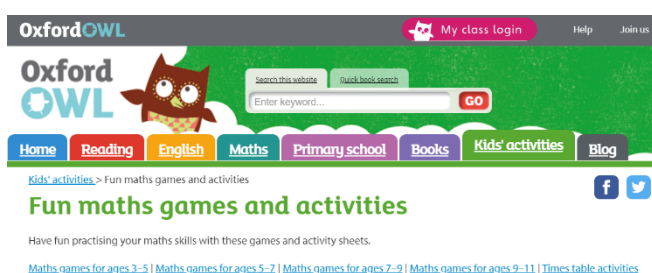 OxfordOWL My class login Help Join us
Oxford
OWL
Search this website Quick book search
Enter keyword... GO
Home Reading English Maths Primary school Books Kids' activities Blog
Kids' activities > Fun maths games and activities
Fun maths games and activities
Have fun practising your maths skills with these games and activity sheets.
Maths games for ages 3–5 | Maths games for ages 5–7 | Maths games for ages 7–9 | Maths games for ages 9–11 | Times table activities